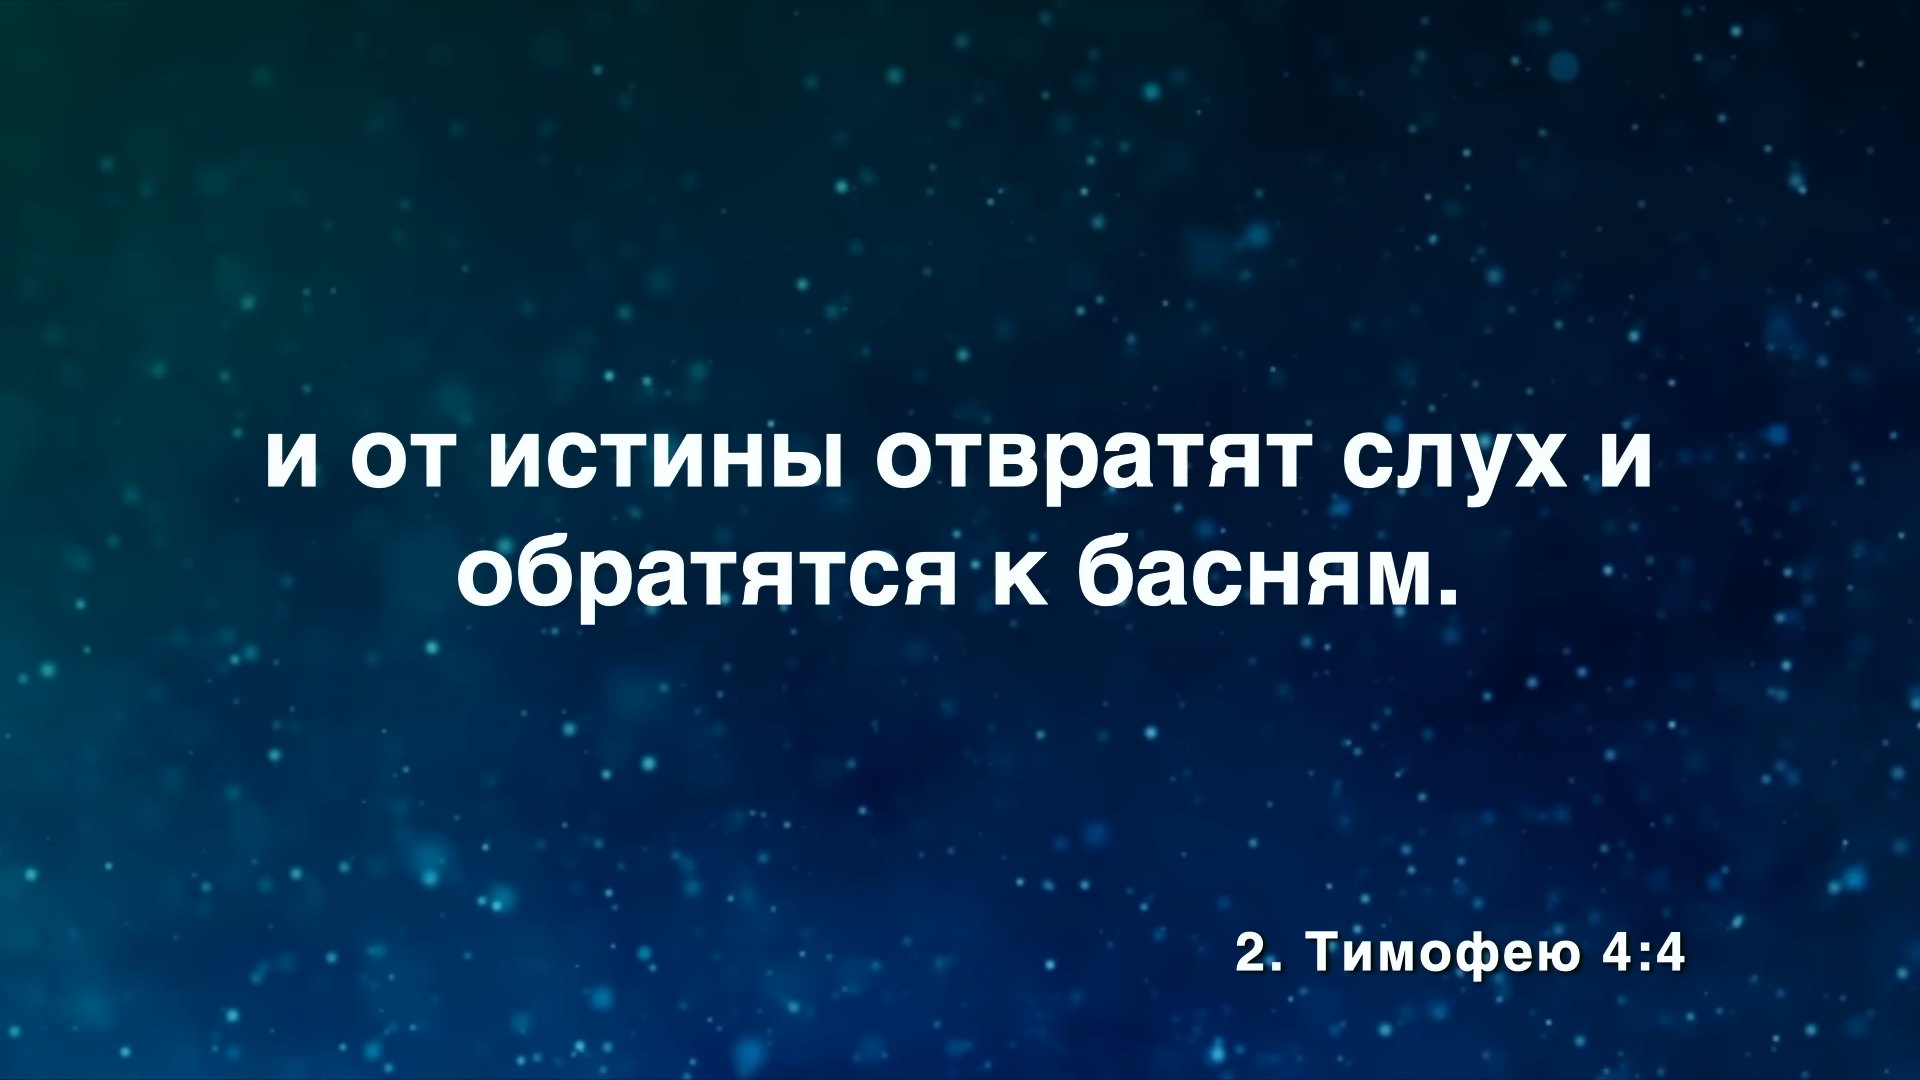 и от истины отвратят слух и
обратятся к басням.
2. Тимофею 4:4